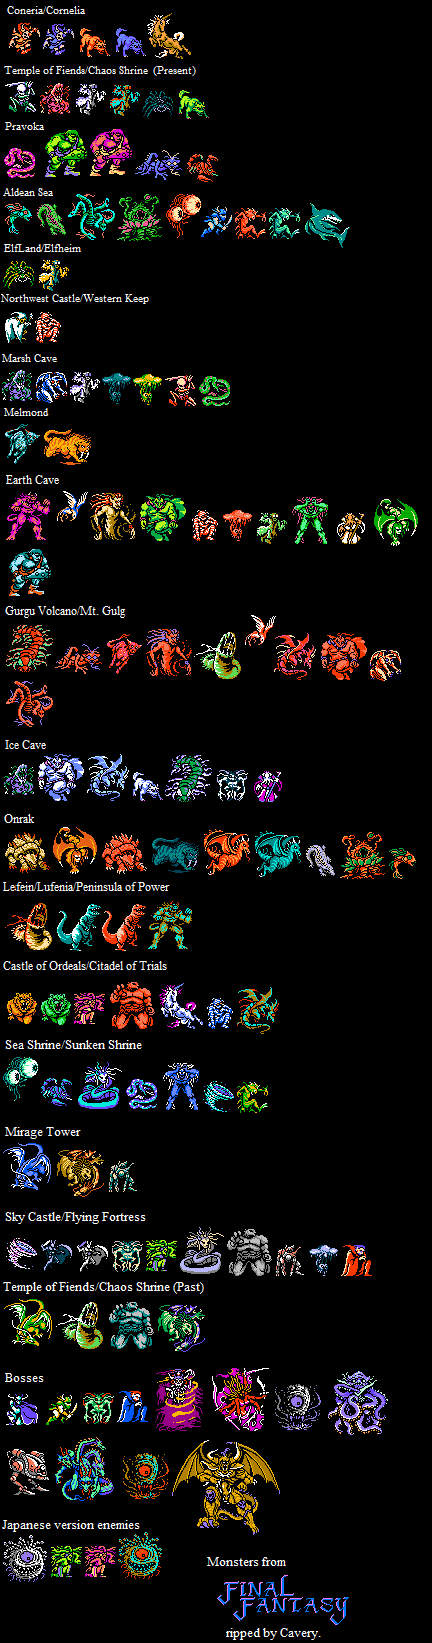 Coneria/Cornelia
Temple of Fiends/Chaos Shrine (Present)
Pravoka
Aldean Sea
ElfLand/Elfheim
Northwest Castle/Western Keep
Marsh Cave
Melmond
Earth Cave
Gurgu Volcano/Mt. Gulg
Ice Cave
Onrak
Lefein/Lufenia/Peninsula of Power
Castle of Ordeals/Citadel of Trials
Sea Shrine/Sunken Shrine
Mirage Tower
Sky Castle/Flying Fortress
Temple of Fiends/Chaos Shrine (Past)
Bosses
Japanese version enemies
Monsters from
FINAL
FANTASY
ripped by Cavery.